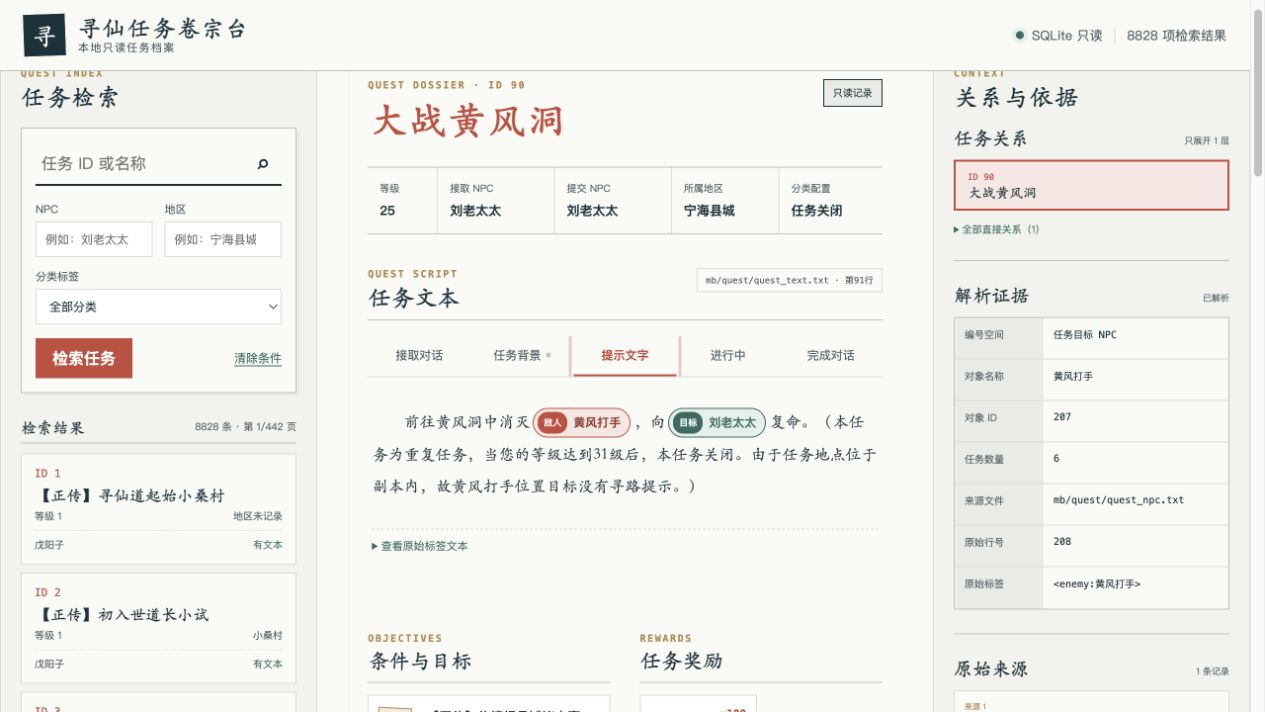 寻
寻仙任务卷宗台
本地只读任务档案
SQLite 只读
8828 项检索结果
QUEST INDEX
任务检索
任务 ID 或名称
NPC
地区
例如：刘老太太
例如：宁海县城
分类标签
全部分类
检索任务
清除条件
检索结果
8828 条 · 第 1/442 页
ID 1
【正传】寻仙道起始小桑村
等级 1
地区未记录
戊阳子
有文本
ID 2
【正传】初入世道长小试
等级 1
小桑村
戊阳子
有文本
ID 3
QUEST DOSSIER · ID 90
只读记录
大战黄风洞
等级
25
接取 NPC
刘老太太
提交 NPC
刘老太太
所属地区
宁海县城
分类配置
任务关闭
QUEST SCRIPT
任务文本
mb/quest/quest_text.txt · 第91行
接取对话
任务背景
提示文字
进行中
完成对话
前往黄风洞中消灭 敌人 黄风打手 ，向 目标 刘老太太 复命。（本任
务为重复任务，当您的等级达到31级后，本任务关闭。由于任务地点位于
副本内，故黄风打手位置目标没有寻路提示。）
查看原始标签文本
OBJECTIVES
条件与目标
REWARDS
任务奖励
CONTEXT
关系与依据
任务关系
只展开 1 层
ID 90
大战黄风洞
全部直接关系（1）
解析证据
已解析
编号空间
任务目标 NPC
对象名称
黄风打手
对象 ID
207
任务数量
6
来源文件
mb/quest/quest_npc.txt
原始行号
208
原始标签
<enemy:黄风打手>
原始来源
1 条记录
来源 1